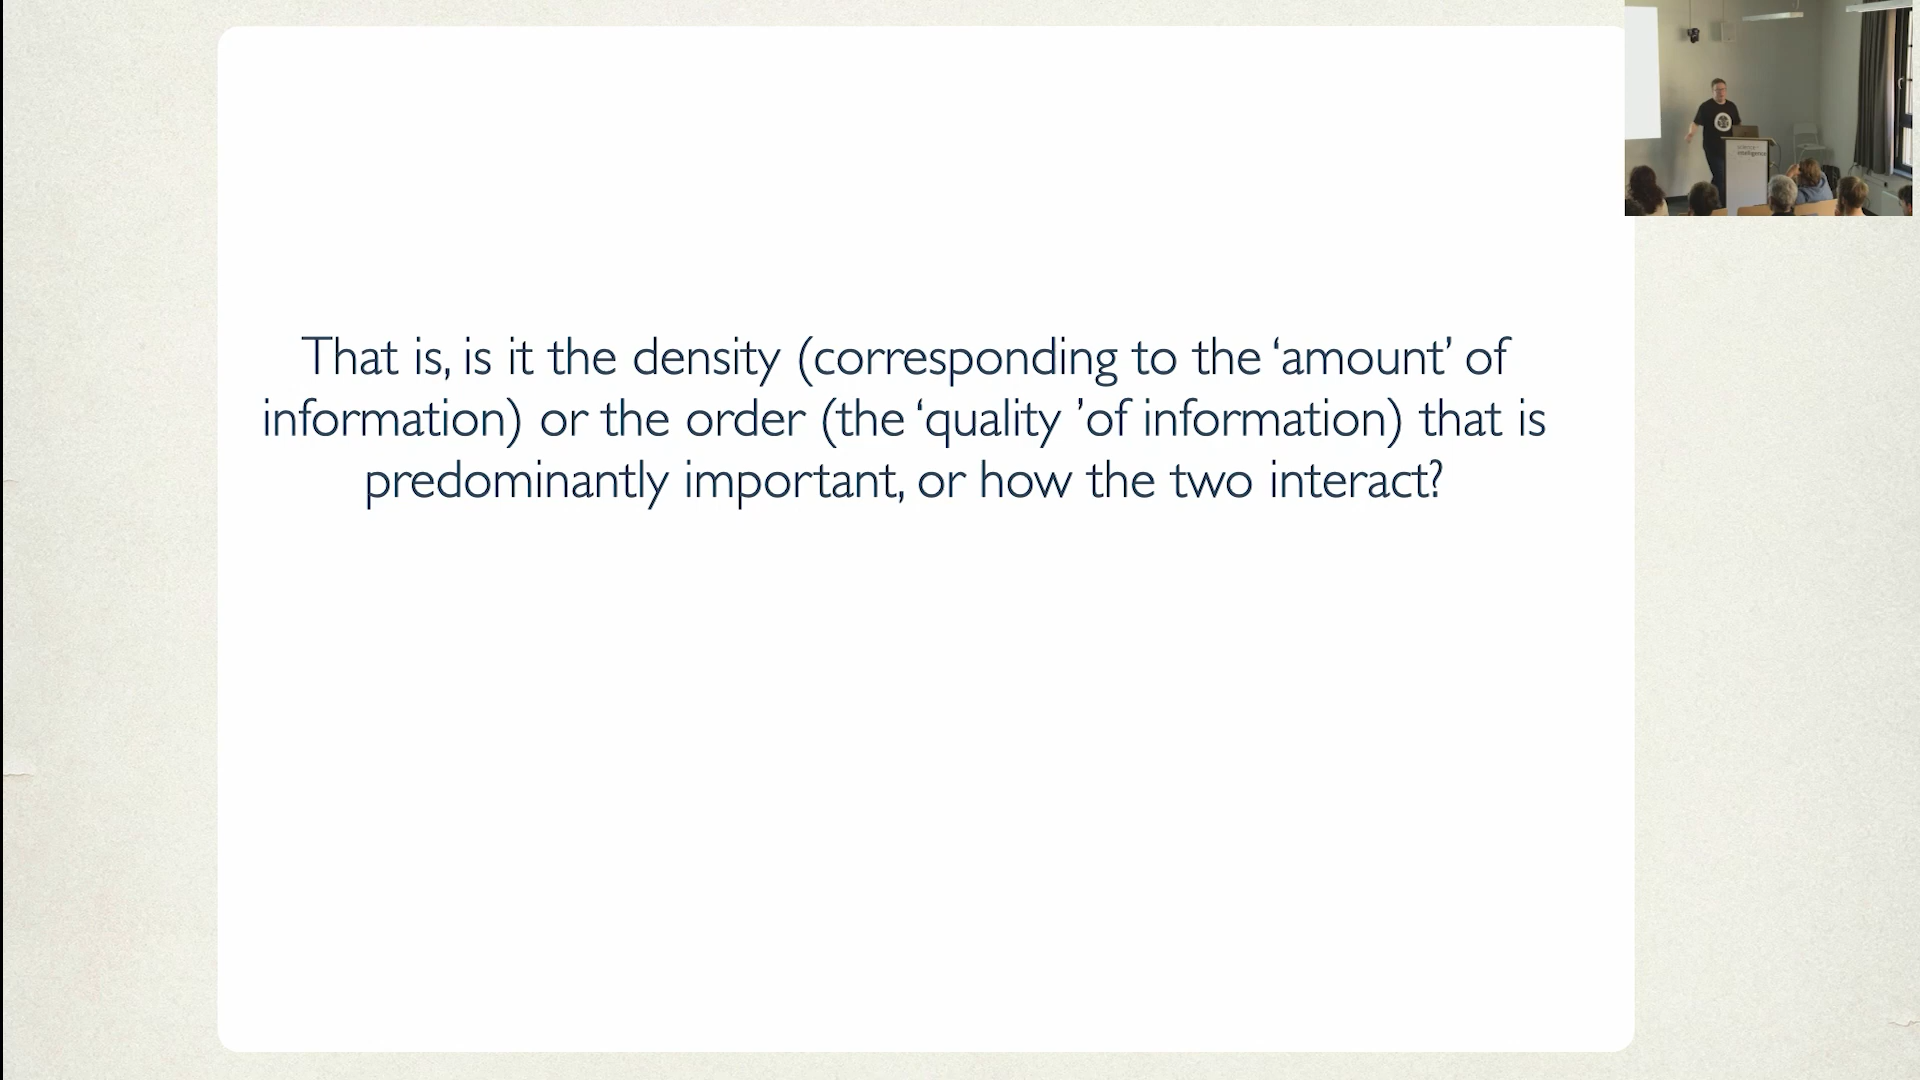 That is, is it the density (corresponding to the ‘amount’ of
information) or the order (the ‘quality ’of information) that is
predominantly important, or how the two interact?
intelligence